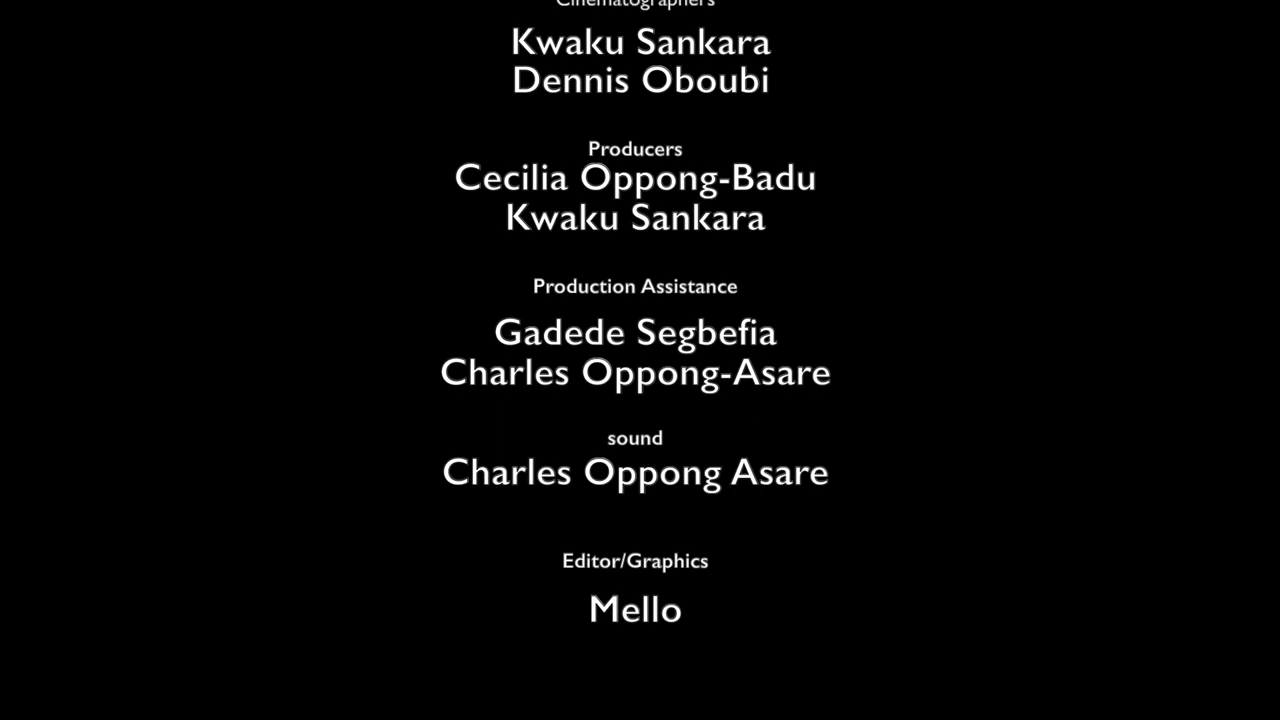 Cinematographers
Kwaku Sankara
Dennis Oboubi
Producers
Cecilia Oppong-Badu
Kwaku Sankara
Production Assistance
Gadede Segbefia
Charles Oppong-Asare
sound
Charles Oppong Asare
Editor/Graphics
Mello